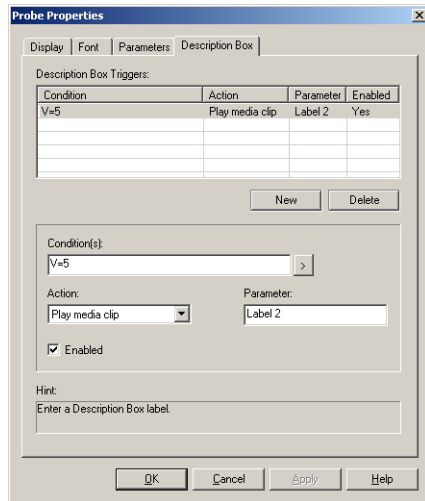 Probe Properties
Display Font Parameters Description Box
Description Box Triggers:
Condition Action Parameter Enabled
V=5 Play media clip Label 2 Yes
New Delete
Condition(s):
V=5 >
Action: Parameter:
Play media clip Label 2
Enabled
Hint:
Enter a Description Box label.
OK Cancel Apply Help